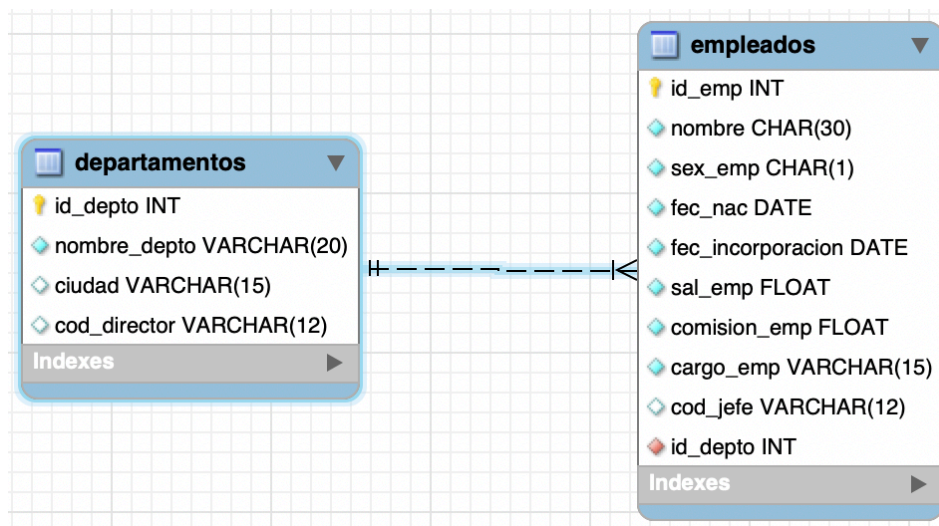 departamentos
id_depto INT
nombre_depto VARCHAR(20)
ciudad VARCHAR(15)
cod_director VARCHAR(12)
Indexes
empleados
id_emp INT
nombre CHAR(30)
sex_emp CHAR(1)
fec_nac DATE
fec_incorporacion DATE
sal_emp FLOAT
comision_emp FLOAT
cargo_emp VARCHAR(15)
cod_jefe VARCHAR(12)
id_depto INT
Indexes